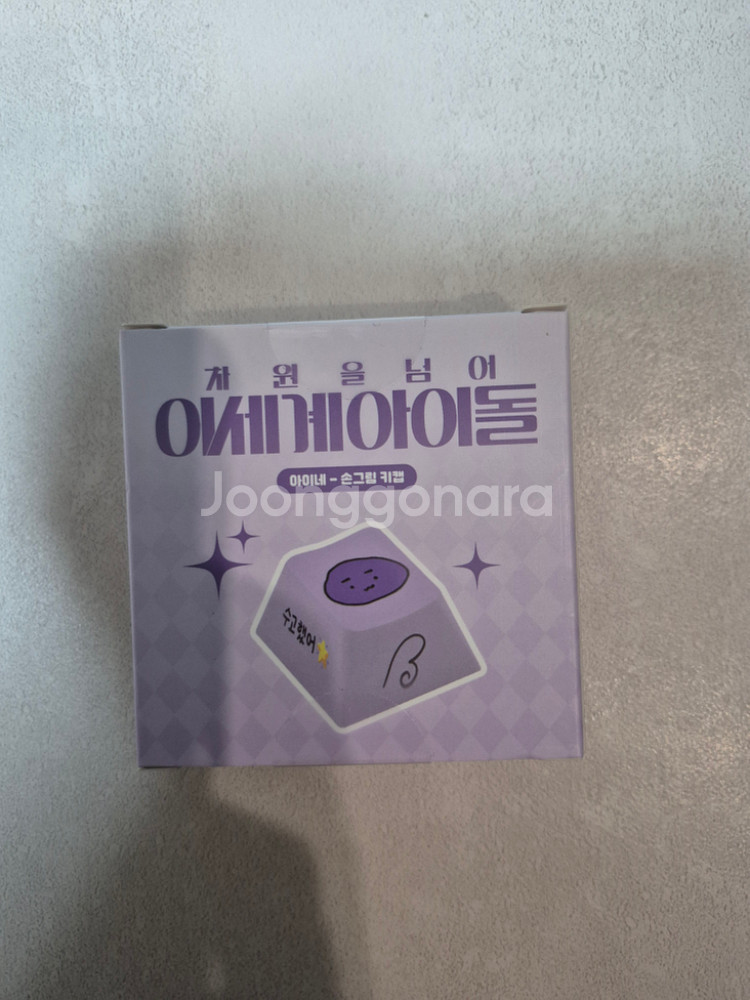 차원을넘어
이세계아이돌
아이네 - 손그림 키캡
Joonggonara
수고했어